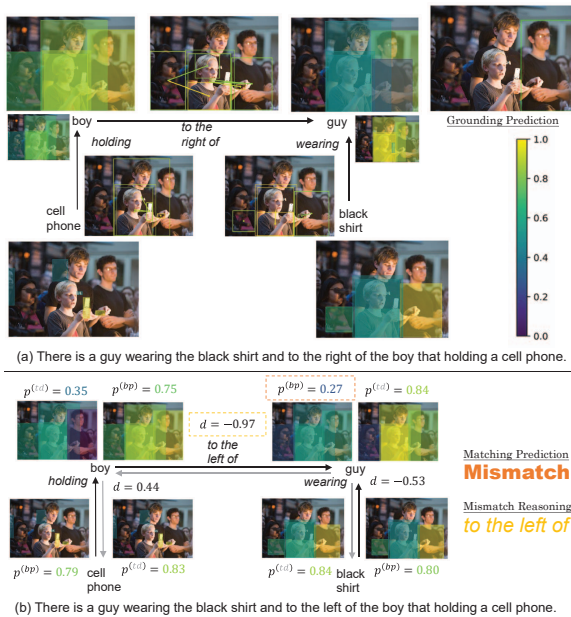 boy
to the
right of
guy
Grounding Prediction
holding
wearing
cell
phone
black
shirt
1.0
0.8
0.6
0.4
0.2
0.0
(a) There is a guy wearing the black shirt and to the right of the boy that holding a cell phone.
p^(td) = 0.35
p^(bp) = 0.75
p^(bp) = 0.27
p^(td) = 0.84
d = −0.97
to the
left of
boy
guy
holding
d = 0.44
wearing
d = −0.53
Matching Prediction
Mismatch
Mismatch Reasoning
to the left of
p^(bp) = 0.79
cell
phone
p^(td) = 0.83
p^(td) = 0.84
black
shirt
p^(bp) = 0.80
(b) There is a guy wearing the black shirt and to the left of the boy that holding a cell phone.